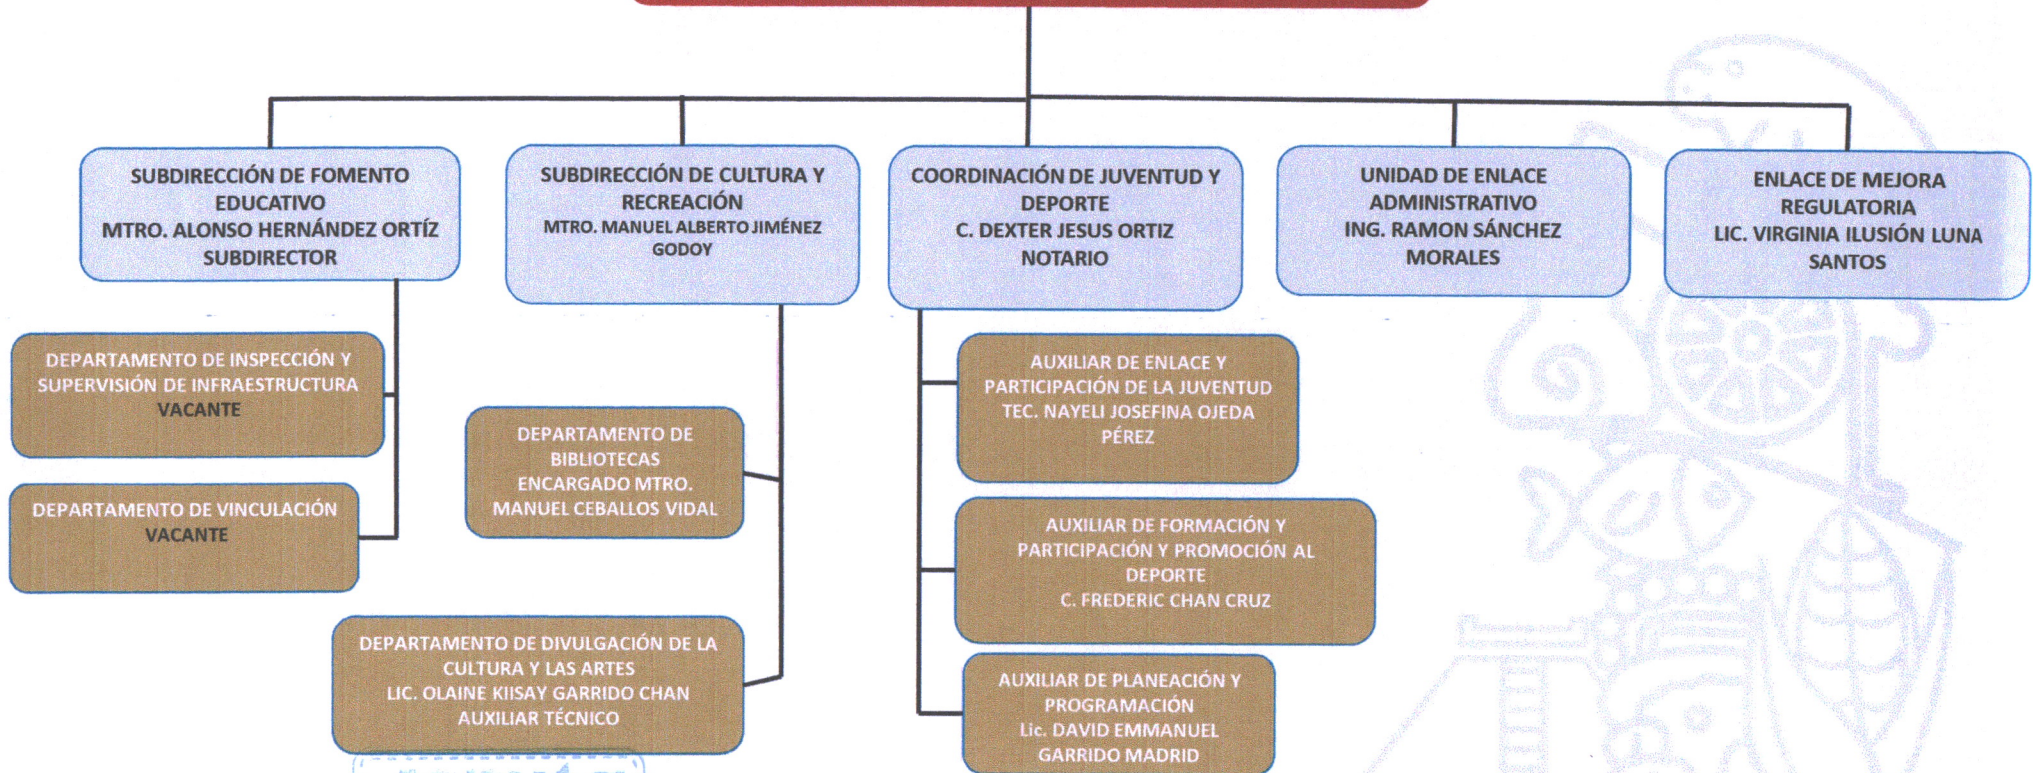 SUBDIRECCIÓN DE FOMENTO
EDUCATIVO
MTRO. ALONSO HERNÁNDEZ ORTÍZ
SUBDIRECTOR
SUBDIRECCIÓN DE CULTURA Y
RECREACIÓN
MTRO. MANUEL ALBERTO JIMÉNEZ
GODOY
COORDINACIÓN DE JUVENTUD Y
DEPORTE
C. DEXTER JESUS ORTIZ
NOTARIO
UNIDAD DE ENLACE
ADMINISTRATIVO
ING. RAMON SÁNCHEZ
MORALES
ENLACE DE MEJORA
REGULATORIA
LIC. VIRGINIA ILUSIÓN LUNA
SANTOS
DEPARTAMENTO DE INSPECCIÓN Y
SUPERVISIÓN DE INFRAESTRUCTURA
VACANTE
DEPARTAMENTO DE VINCULACIÓN
VACANTE
DEPARTAMENTO DE
BIBLIOTECAS
ENCARGADO MTRO.
MANUEL CEBALLOS VIDAL
DEPARTAMENTO DE DIVULGACIÓN DE LA
CULTURA Y LAS ARTES
LIC. OLAINE KIISAY GARRIDO CHAN
AUXILIAR TÉCNICO
AUXILIAR DE ENLACE Y
PARTICIPACIÓN DE LA JUVENTUD
TEC. NAYELI JOSEFINA OJEDA
PÉREZ
AUXILIAR DE FORMACIÓN Y
PARTICIPACIÓN Y PROMOCIÓN AL
DEPORTE
C. FREDERIC CHAN CRUZ
AUXILIAR DE PLANEACIÓN Y
PROGRAMACIÓN
Lic. DAVID EMMANUEL
GARRIDO MADRID